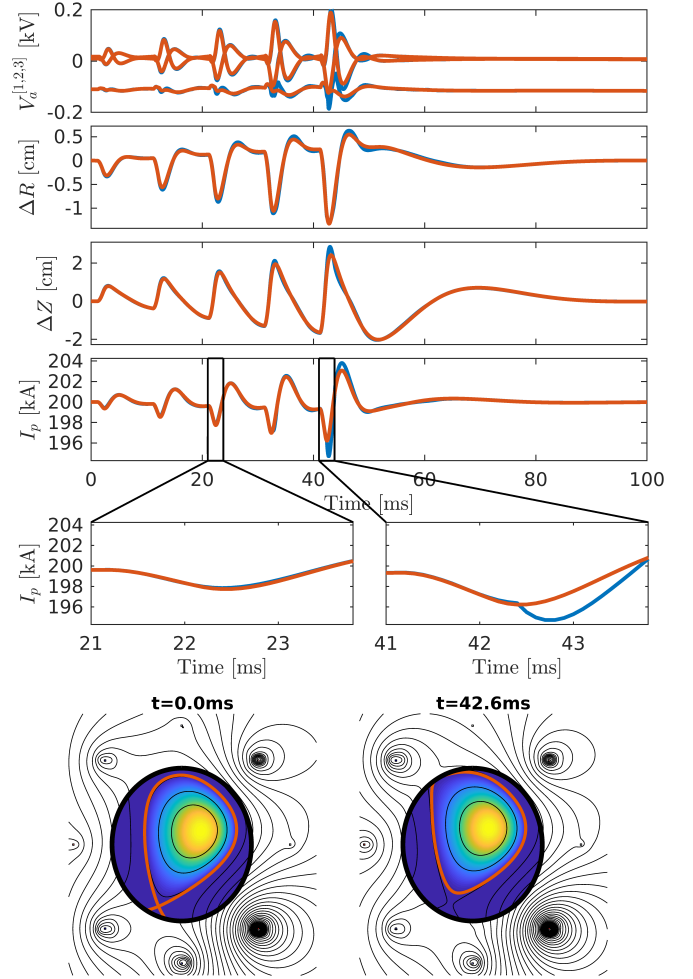 0.2
0
-0.2
V_a^{[1,2,3]} [kV]
0.5
0
-0.5
-1
ΔR [cm]
2
0
-2
ΔZ [cm]
204
202
200
198
196
I_p [kA]
0 20 40 60 80 100
Time [ms]
204
202
200
198
196
I_p [kA]
21 22 23
Time [ms]
41 42 43
Time [ms]
t=0.0ms
t=42.6ms